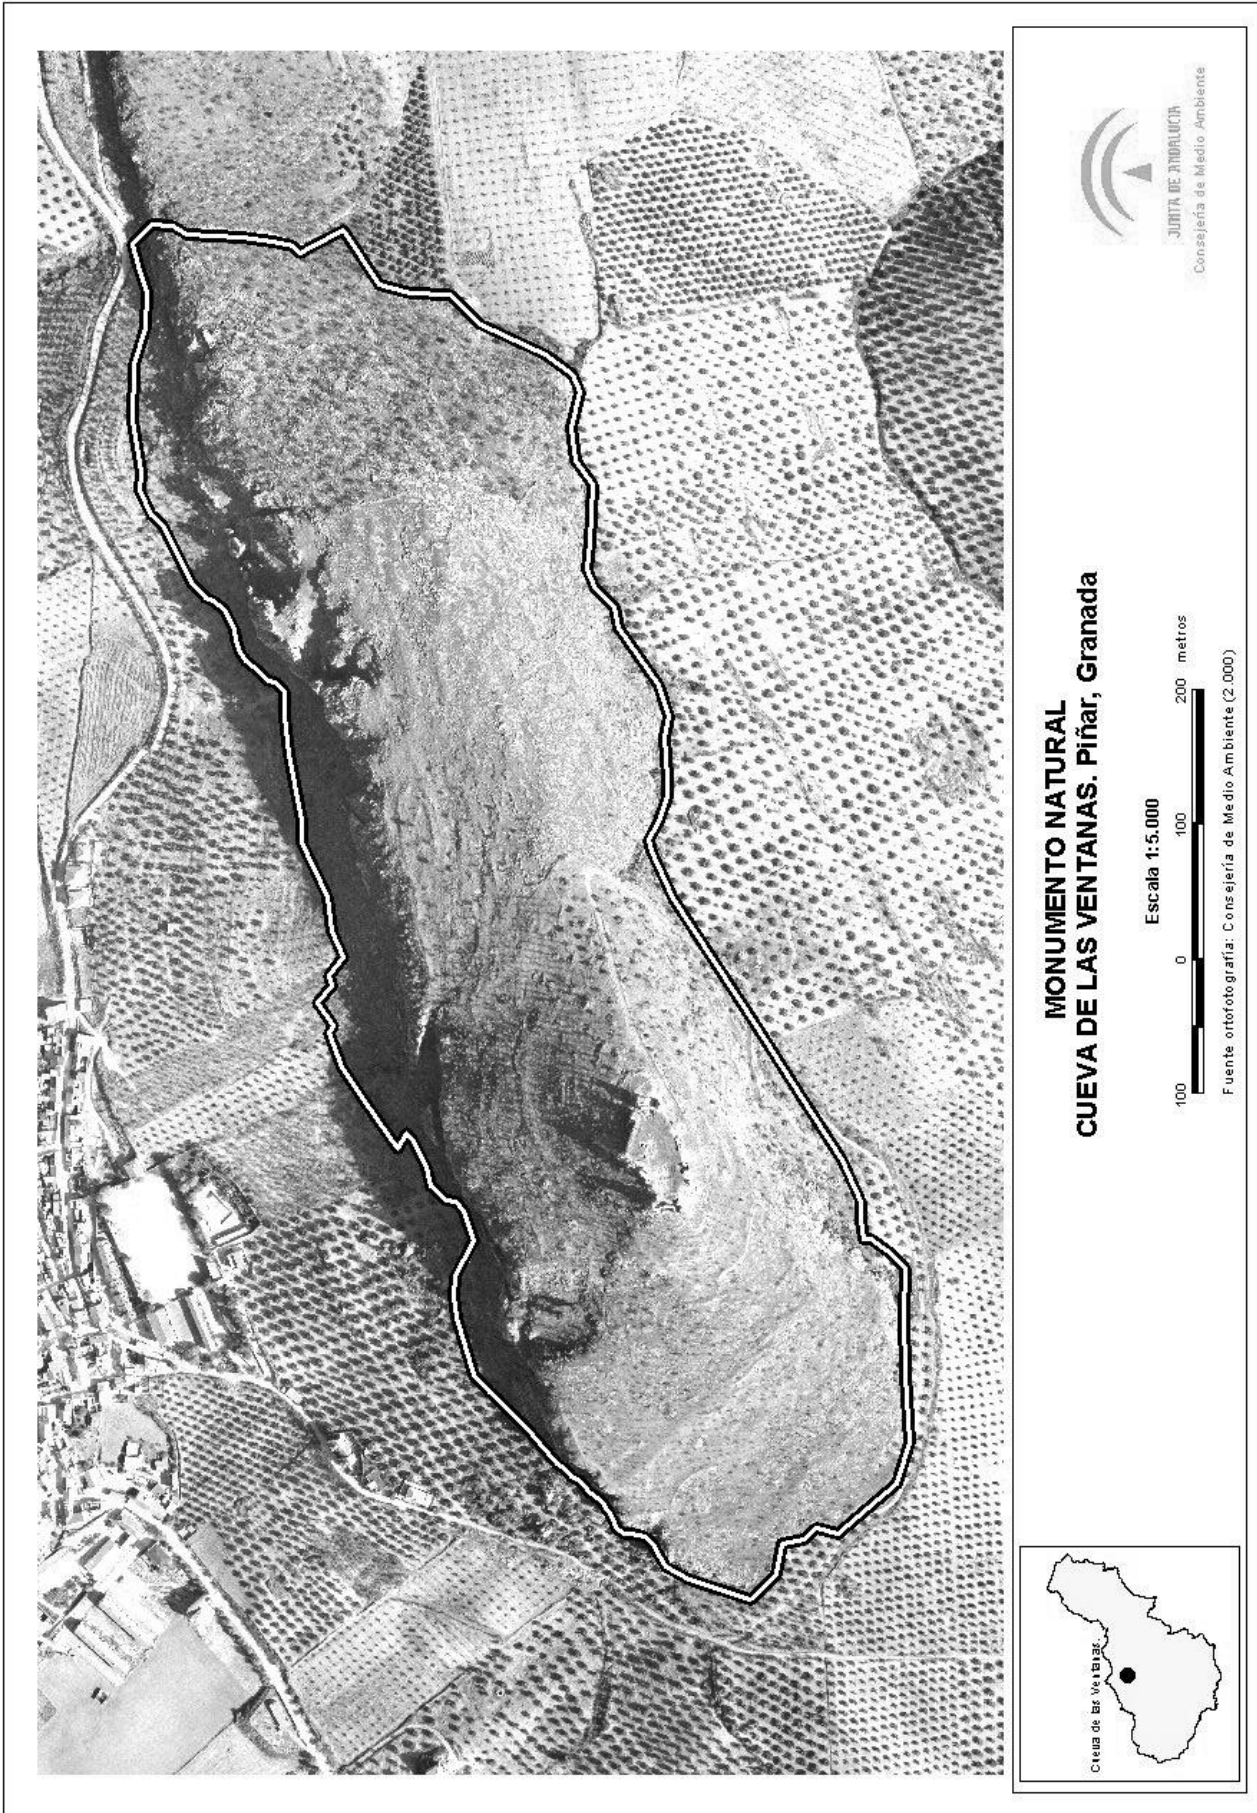 Cueva de las Ventanas.
MONUMENTO NATURAL
CUEVA DE LAS VENTANAS. Piñar, Granada
Escala 1:5.000
100 0 100 200 metros
Fuente ortofotografía: Consejería de Medio Ambiente (2.000)
JUNTA DE ANDALUCIA
Consejería de Medio Ambiente